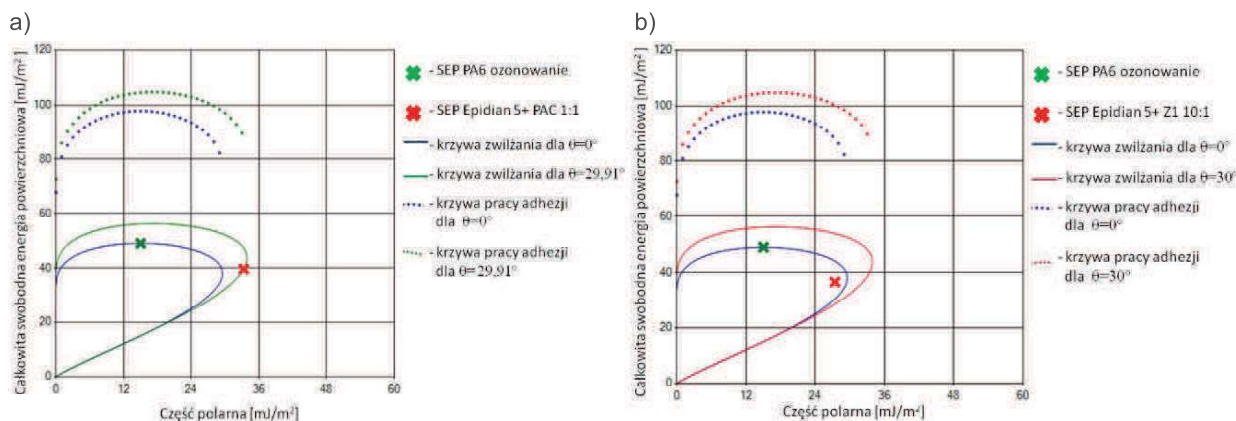 a)
Całkowita swobodna energia powierzchniowa [mJ/m²]
120
100
80
60
40
20
0
0 12 24 36 48 60
Część polarna [mJ/m²]
- SEP PA6 ozonowanie
- SEP Epidian 5+ PAC 1:1
- krzywa zwilżania dla θ=0°
- krzywa zwilżania dla θ=29,91°
- krzywa pracy adhezji
dla θ=0°
- krzywa pracy adhezji
dla θ=29,91°
b)
Całkowita swobodna energia powierzchniowa [mJ/m²]
120
100
80
60
40
20
0
0 12 24 36 48 60
Część polarna [mJ/m²]
- SEP PA6 ozonowanie
- SEP Epidian 5+ Z1 10:1
- krzywa zwilżania dla θ=0°
- krzywa zwilżania dla θ=30°
- krzywa pracy adhezji
dla θ=0°
- krzywa pracy adhezji
dla θ=30°